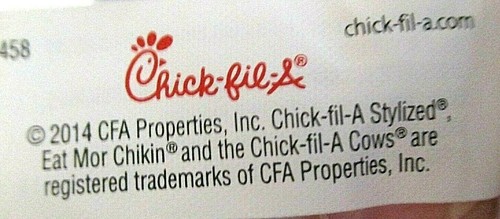 458
chick-fil-a.com
Chick-fil-A®
© 2014 CFA Properties, Inc. Chick-fil-A Stylized®,
Eat Mor Chikin® and the Chick-fil-A Cows® are
registered trademarks of CFA Properties, Inc.